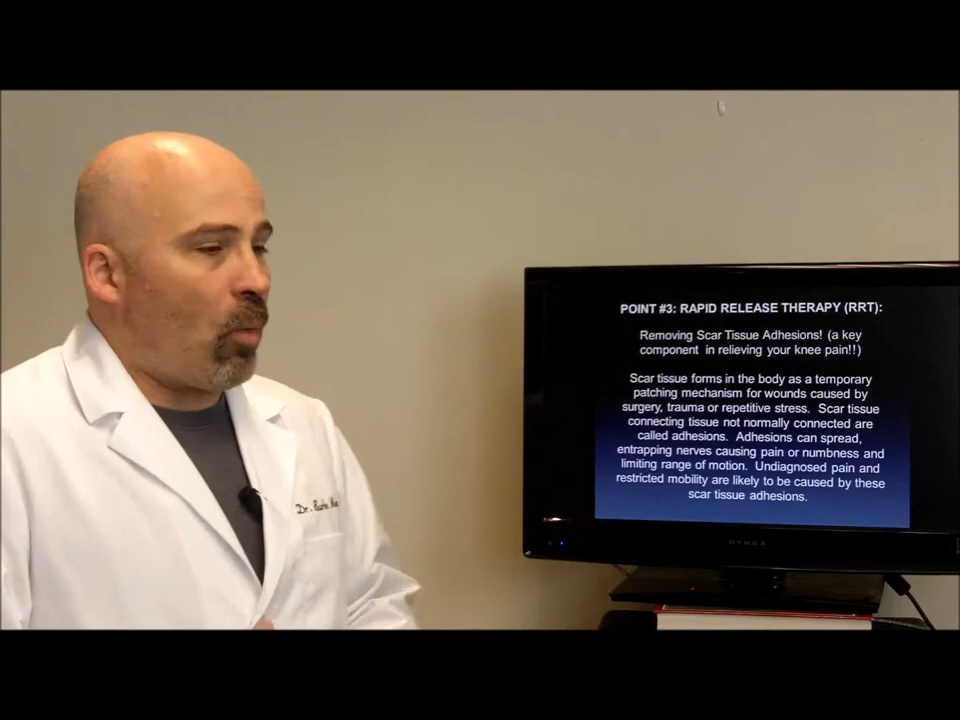 POINT #3: RAPID RELEASE THERAPY (RRT):
Removing Scar Tissue Adhesions! (a key
component in relieving your knee pain!!)
Scar tissue forms in the body as a temporary
patching mechanism for wounds caused by
surgery, trauma or repetitive stress. Scar tissue
connecting tissue not normally connected are
called adhesions. Adhesions can spread,
entrapping nerves causing pain or numbness and
limiting range of motion. Undiagnosed pain and
restricted mobility are likely to be caused by these
scar tissue adhesions.
DYNEX
Dr.